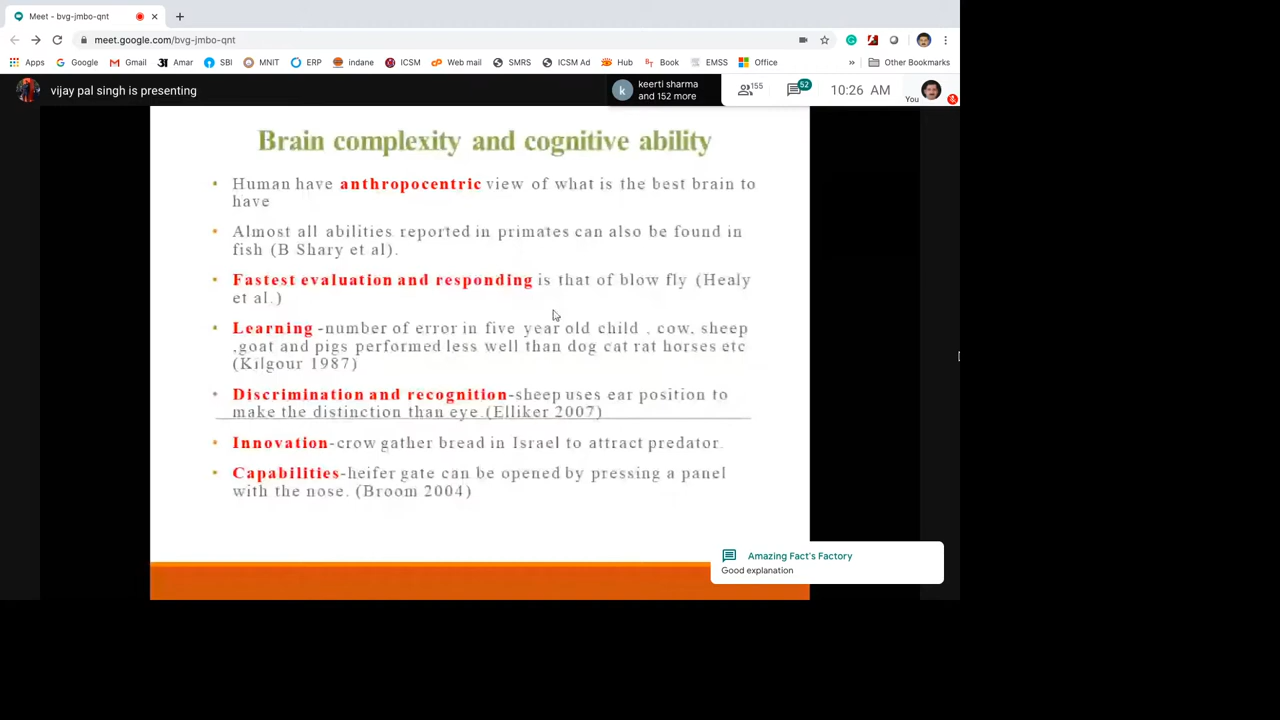 Meet - bvg-jmbo-qnt
meet.google.com/bvg-jmbo-qnt
Apps Google Gmail SBI MNIT ERP indane ICSM Web mail SMRS ICSM Ad Hub Book EMSS Office » Other Bookmarks
31 Amar
vijay pal singh is presenting
k keerti sharma
and 152 more
155
52
10:26 AM
You
Brain complexity and cognitive ability
Human have anthropocentric view of what is the best brain to
have
Almost all abilities reported in primates can also be found in
fish (B Shary et al).
Fastest evaluation and responding is that of blow fly (Healy
et al.)
Learning -number of error in five year old child , cow, sheep
,goat and pigs performed less well than dog cat rat horses etc
(Kilgour 1987)
Discrimination and recognition-sheep uses ear position to
make the distinction than eye.(Elliker 2007)
Innovation-crow gather bread in Israel to attract predator.
Capabilities-heifer gate can be opened by pressing a panel
with the nose. (Broom 2004)
Amazing Fact's Factory
Good explanation